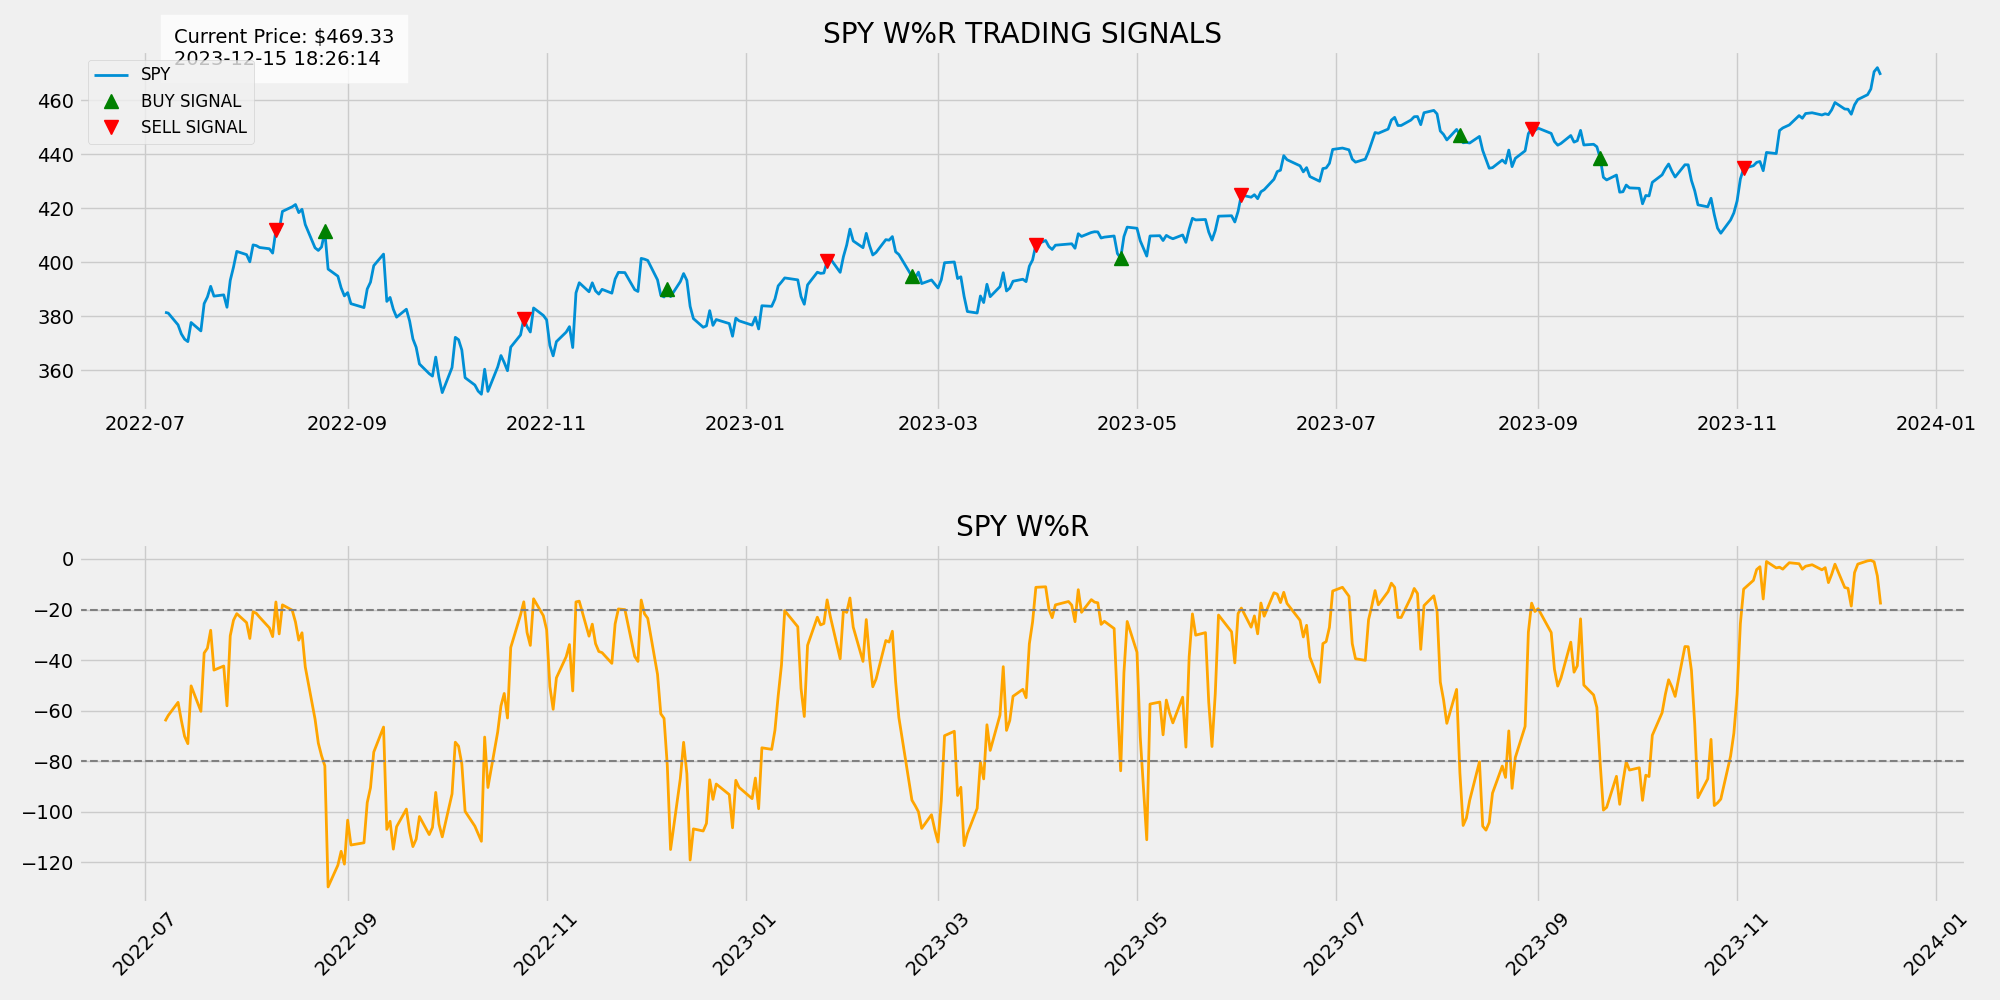 SPY W%R TRADING SIGNALS
Current Price: $469.33
2023-12-15 18:26:14
SPY
BUY SIGNAL
SELL SIGNAL
460
440
420
400
380
360
2022-07 2022-09 2022-11 2023-01 2023-03 2023-05 2023-07 2023-09 2023-11 2024-01
SPY W%R
0
−20
−40
−60
−80
−100
−120
2022-07 2022-09 2022-11 2023-01 2023-03 2023-05 2023-07 2023-09 2023-11 2024-01